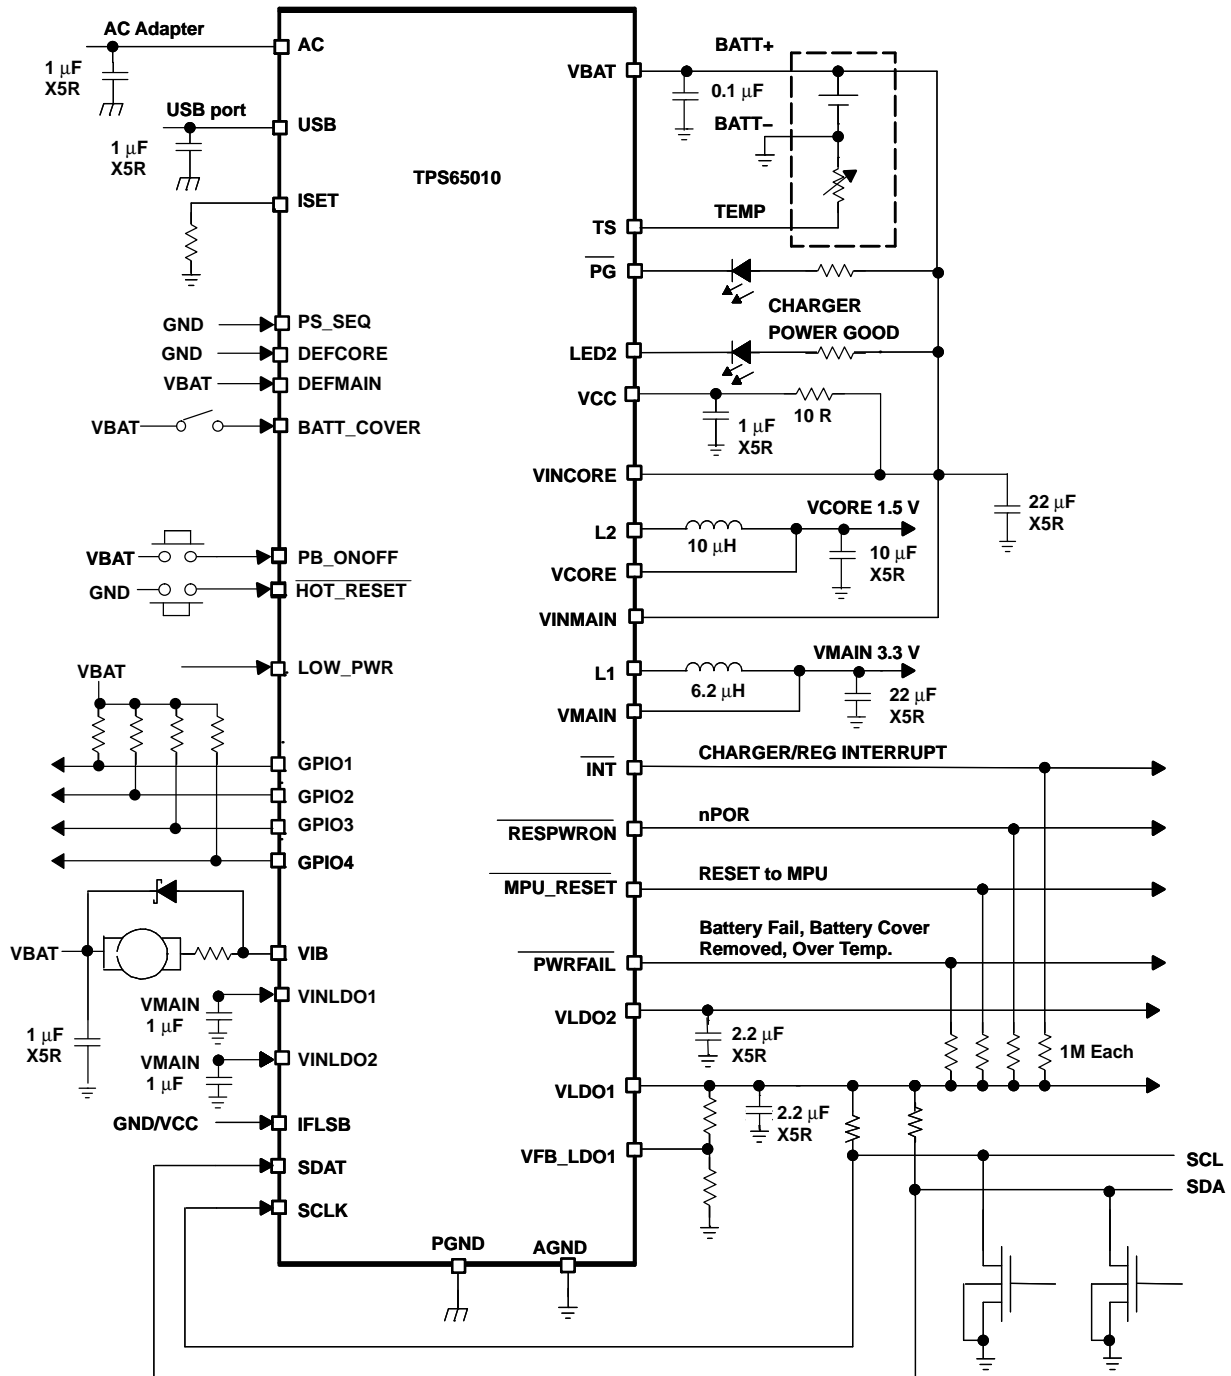 AC Adapter
AC
1 μF
X5R
USB port
USB
1 μF
X5R
ISET
TPS65010
GND
PS_SEQ
GND
DEFCORE
VBAT
DEFMAIN
VBAT
BATT_COVER
VBAT
PB_ONOFF
GND
HOT_RESET
VBAT
LOW_PWR
GPIO1
GPIO2
GPIO3
GPIO4
VBAT
VIB
VMAIN
1 μF
VINLDO1
1 μF
X5R
VMAIN
1 μF
VINLDO2
GND/VCC
IFLSB
SDAT
SCLK
PGND
AGND
BATT+
VBAT
0.1 μF
BATT–
TEMP
TS
PG
CHARGER
POWER GOOD
LED2
VCC
10 R
1 μF
X5R
VINCORE
22 μF
X5R
VCORE 1.5 V
L2
10 μH
10 μF
X5R
VCORE
VINMAIN
VMAIN 3.3 V
L1
6.2 μH
22 μF
X5R
VMAIN
CHARGER/REG INTERRUPT
INT
nPOR
RESPWRON
RESET to MPU
MPU_RESET
Battery Fail, Battery Cover
Removed, Over Temp.
PWRFAIL
VLDO2
2.2 μF
X5R
1M Each
VLDO1
2.2 μF
X5R
VFB_LDO1
SCL
SDA